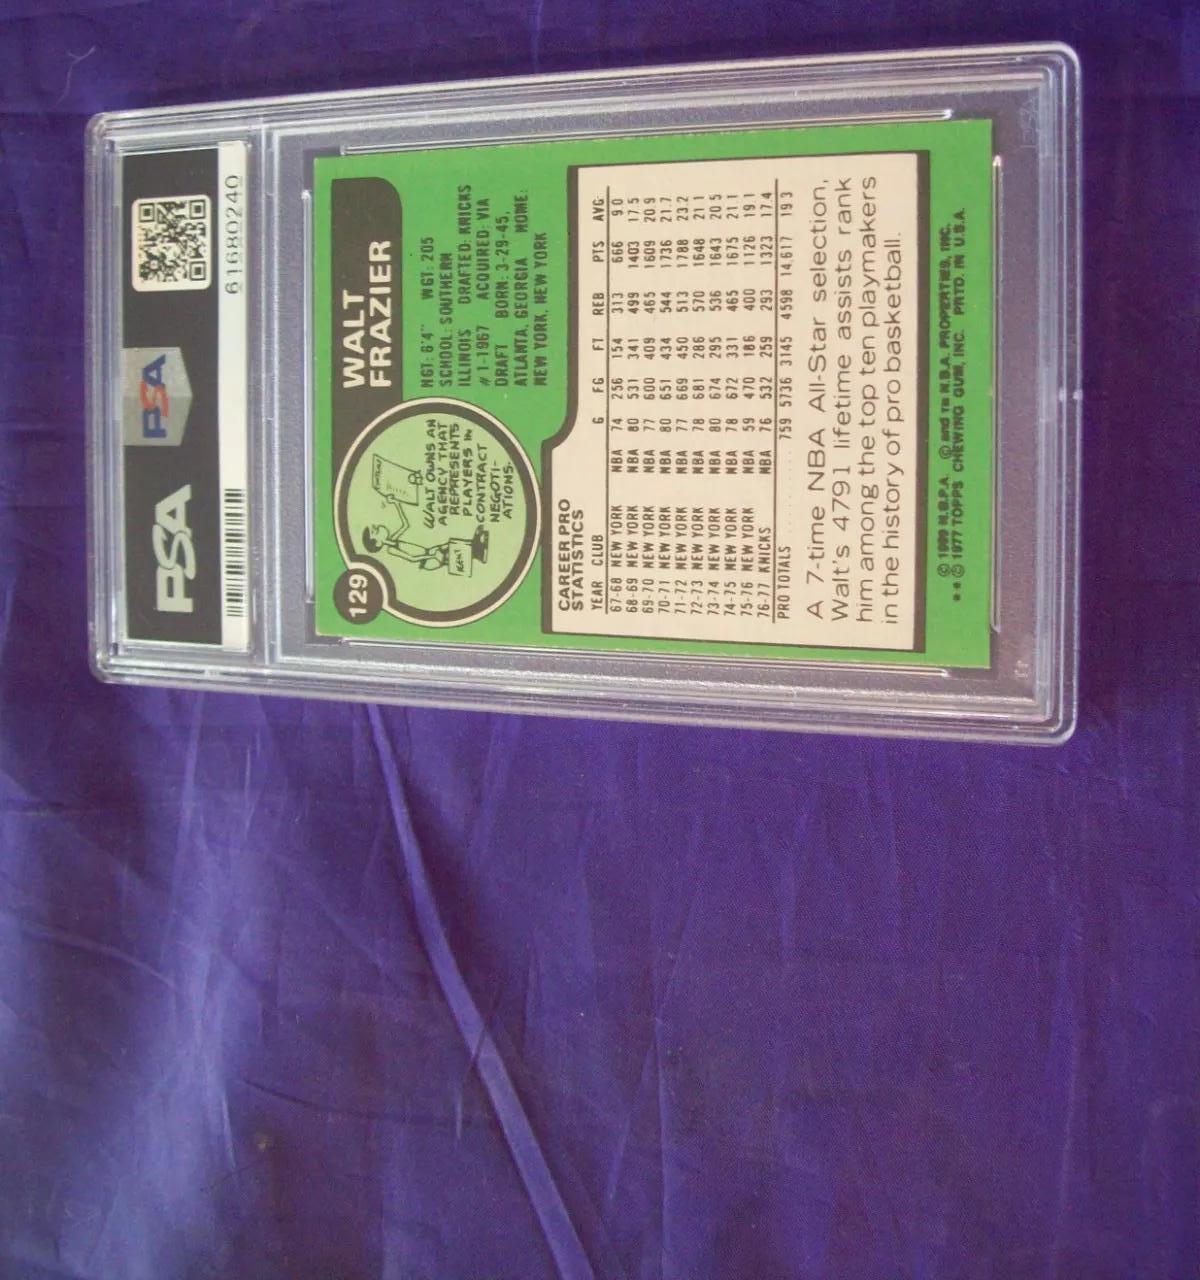 PSA
PSA
61680240
129
WALT
FRAZIER
WALT OWNS AN
AGENCY THAT
REPRESENTS
PLAYERS IN
CONTRACT
NEGOTI-
ATIONS.
AGENT
HGT: 6'4" WGT: 205
SCHOOL: SOUTHERN
ILLINOIS DRAFTED: KNICKS
#1-1967 ACQUIRED: VIA
DRAFT BORN: 3-29-45,
ATLANTA, GEORGIA HOME:
NEW YORK, NEW YORK
CAREER PRO
STATISTICS
YEAR CLUB G FG FT REB PTS AVG
67-68 NEW YORK NBA 74 256 154 313 666 9.0
68-69 NEW YORK NBA 80 531 341 499 1403 17.5
69-70 NEW YORK NBA 77 600 409 465 1609 20.9
70-71 NEW YORK NBA 80 651 434 544 1736 21.7
71-72 NEW YORK NBA 77 669 450 513 1788 23.2
72-73 NEW YORK NBA 78 681 286 570 1648 21.1
73-74 NEW YORK NBA 80 674 295 536 1643 20.5
74-75 NEW YORK NBA 78 672 331 465 1675 21.1
75-76 NEW YORK NBA 59 470 186 400 1126 19.1
76-77 KNICKS NBA 76 532 259 293 1323 17.4
PRO TOTALS ........... 759 5736 3145 4598 14,617 19.3
A 7-time NBA All-Star selection,
Walt's 4791 lifetime assists rank
him among the top ten playmakers
in the history of pro basketball.
© 1969 N.B.P.A. © and TM N.B.A. PROPERTIES, INC.
**© 1977 TOPPS CHEWING GUM, INC. PRTD. IN U.S.A.